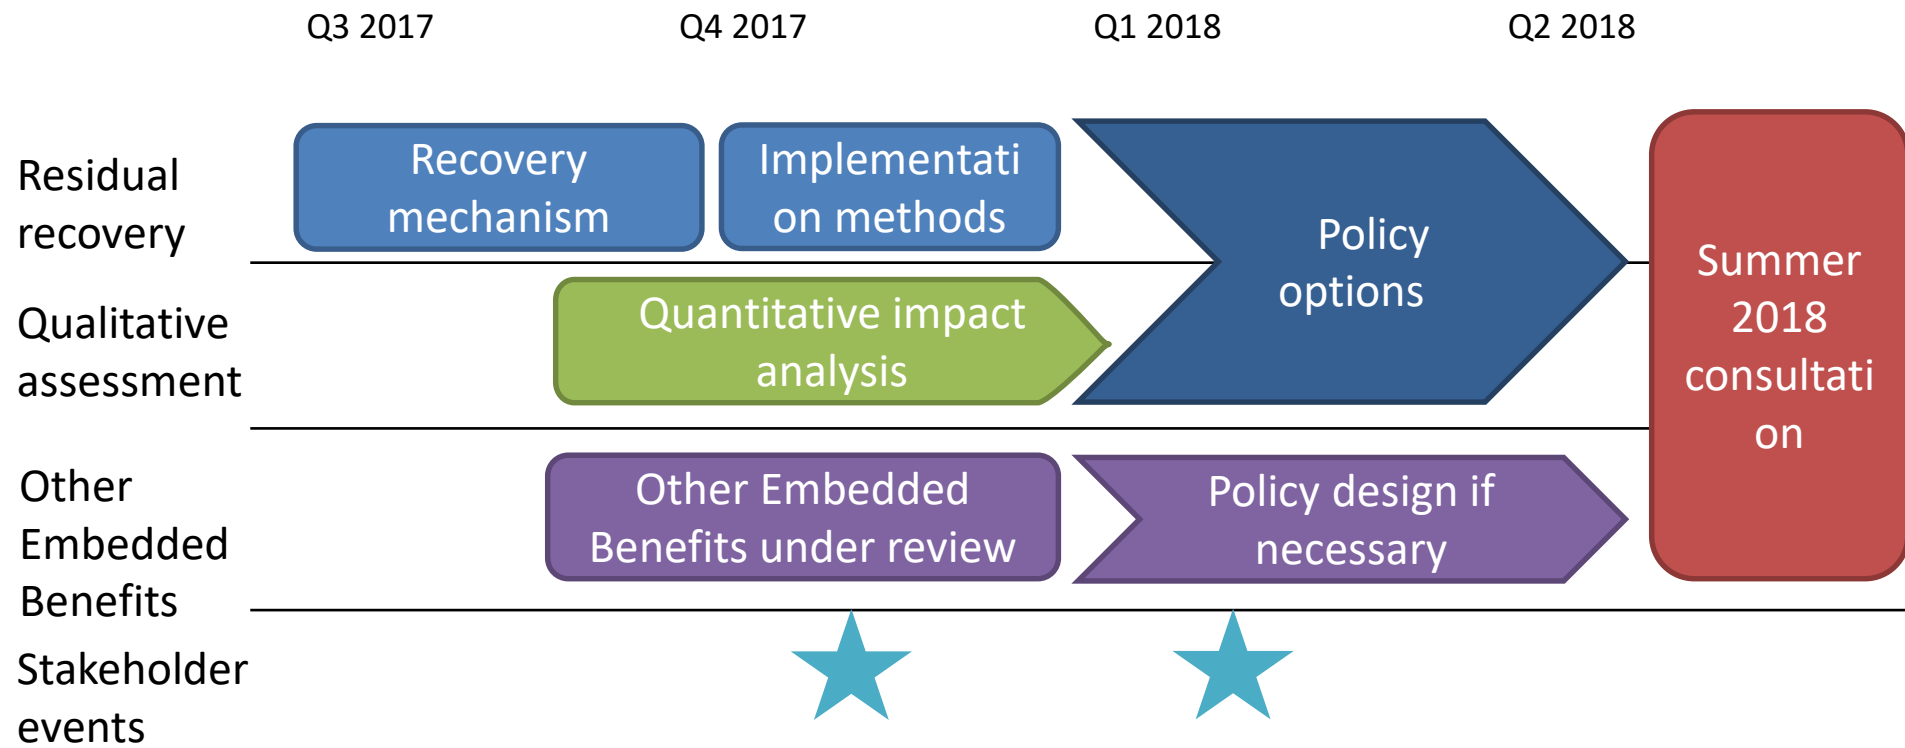 Q3 2017
Q4 2017
Q1 2018
Q2 2018
Residual
recovery
Recovery
mechanism
Implementati
on methods
Policy
options
Summer
2018
consultati
on
Qualitative
assessment
Quantitative impact
analysis
Other
Embedded
Benefits
Other Embedded
Benefits under review
Policy design if
necessary
Stakeholder
events